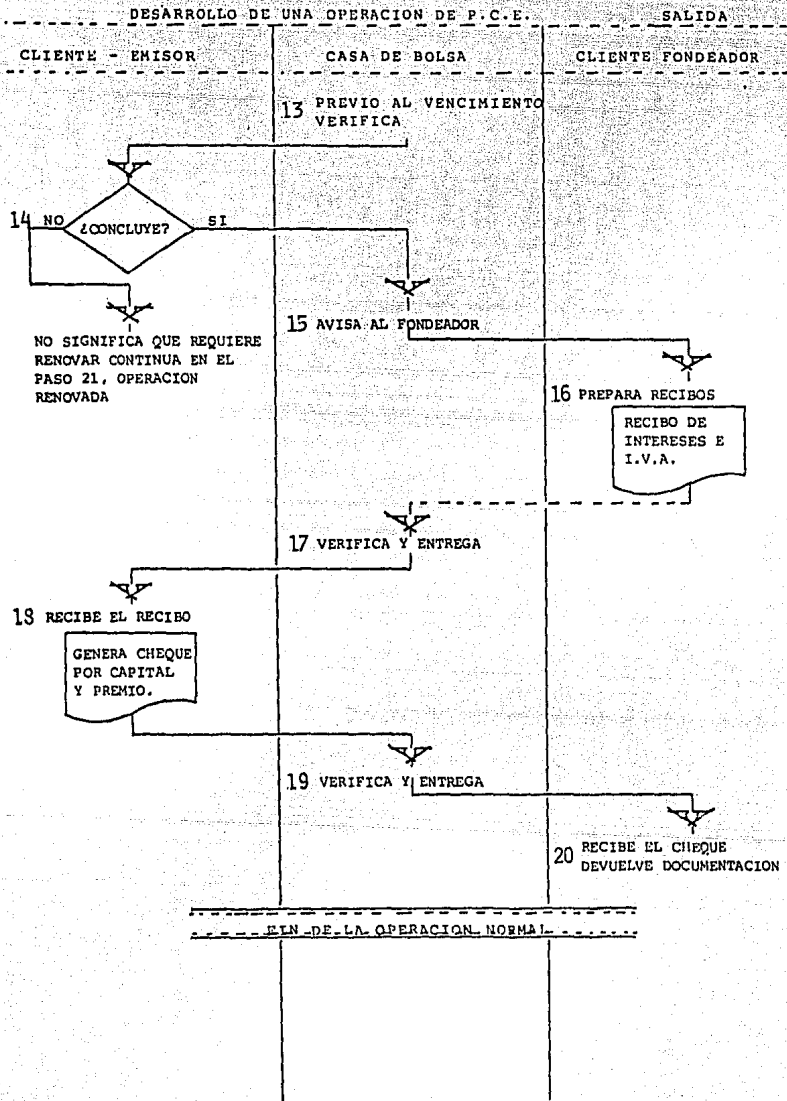 DESARROLLO DE UNA OPERACION DE P.C.E. SALIDA
CLIENTE - EMISOR CASA DE BOLSA CLIENTE FONDEADOR
13 PREVIO AL VENCIMIENTO
VERIFICA
14 NO ¿CONCLUYE? SI
NO SIGNIFICA QUE REQUIERE
RENOVAR CONTINUA EN EL
PASO 21, OPERACION
RENOVADA
15 AVISA AL FONDEADOR
16 PREPARA RECIBOS
RECIBO DE
INTERESES E
I.V.A.
17 VERIFICA Y ENTREGA
18 RECIBE EL RECIBO
GENERA CHEQUE
POR CAPITAL
Y PREMIO.
19 VERIFICA Y ENTREGA
20 RECIBE EL CHEQUE
DEVUELVE DOCUMENTACION
FIN DE LA OPERACION NORMAL